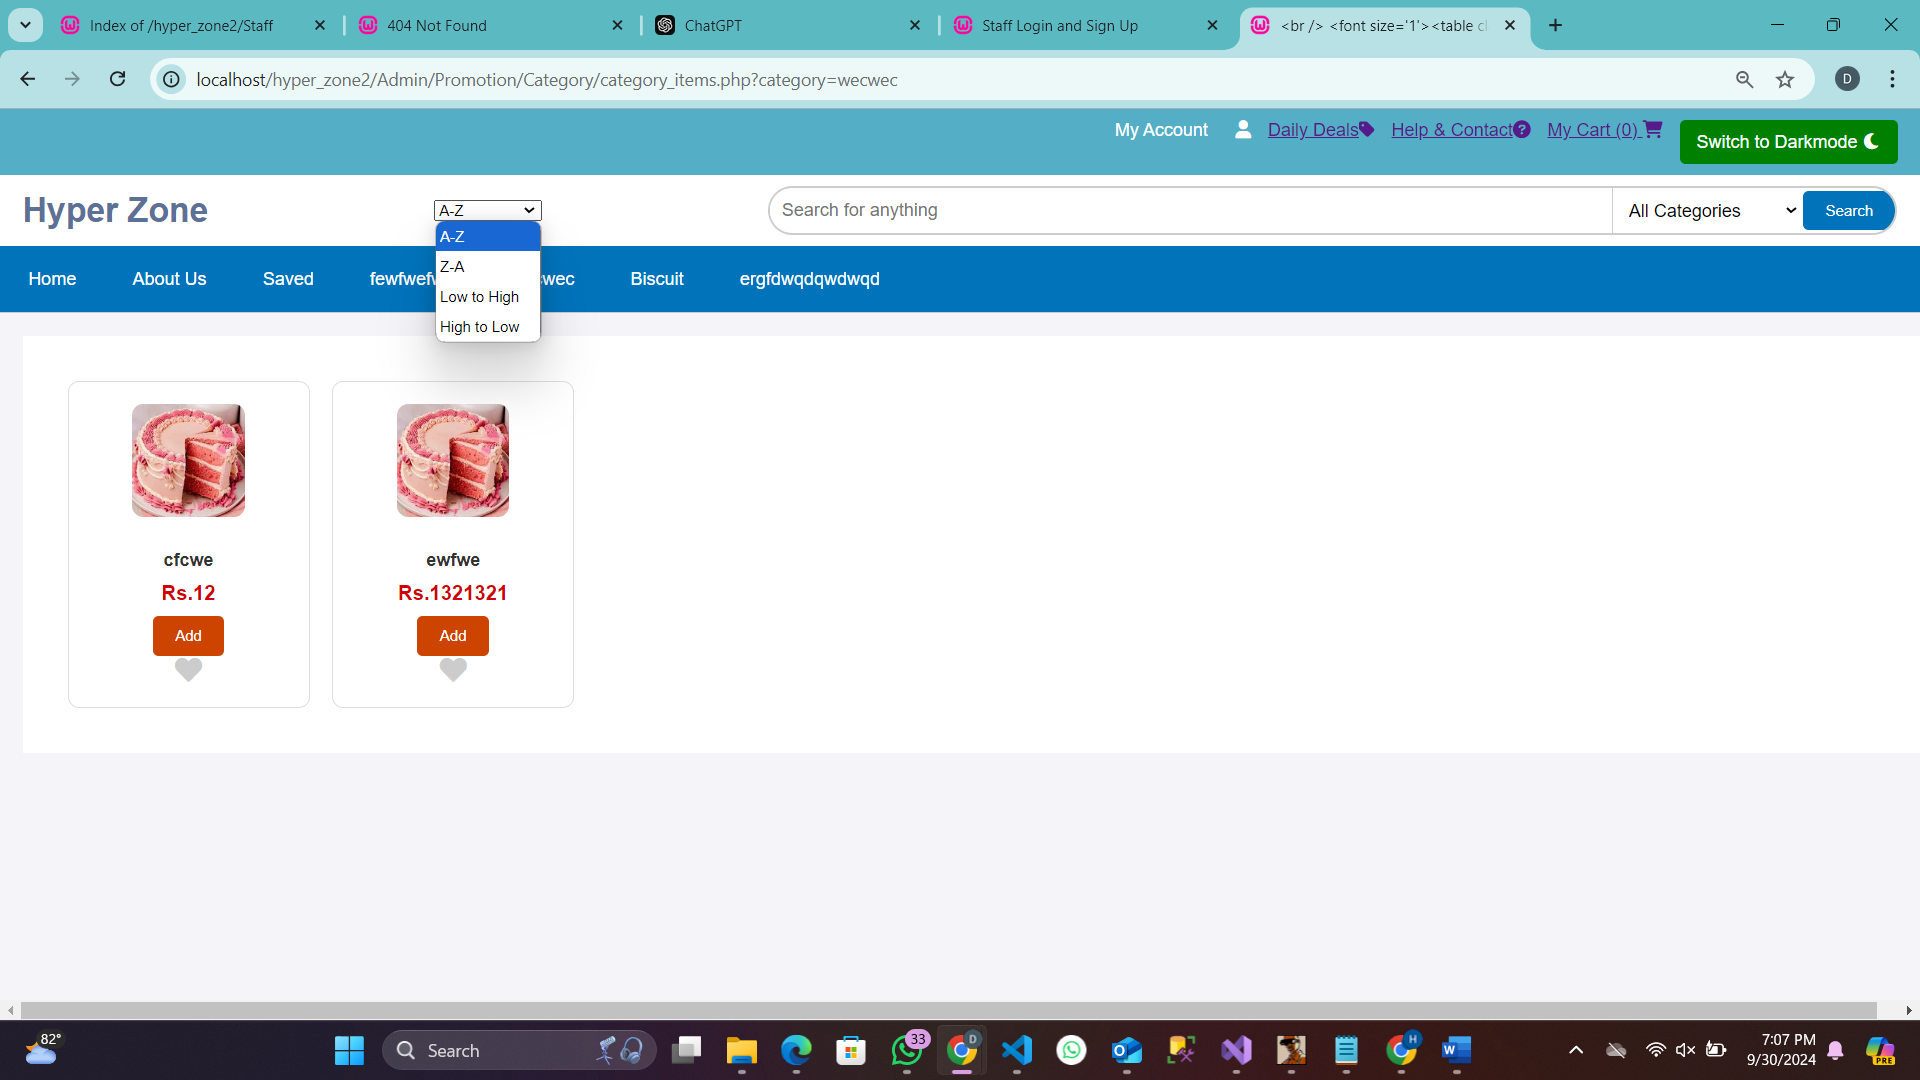 Index of /hyper_zone2/Staff
404 Not Found
ChatGPT
Staff Login and Sign Up
<br /> <font size='1'><table cl
localhost/hyper_zone2/Admin/Promotion/Category/category_items.php?category=wecwec
D
My Account
Daily Deals
Help & Contact
My Cart (0)
Switch to Darkmode
Hyper Zone
A-Z
Search for anything
All Categories
Search
A-Z
Z-A
Low to High
High to Low
Home
About Us
Saved
fewfwef
cwec
Biscuit
ergfdwqdqwdwqd
cfcwe
Rs.12
Add
ewfwe
Rs.1321321
Add
82°
Search
33
D
H
7:07 PM
9/30/2024
PRE